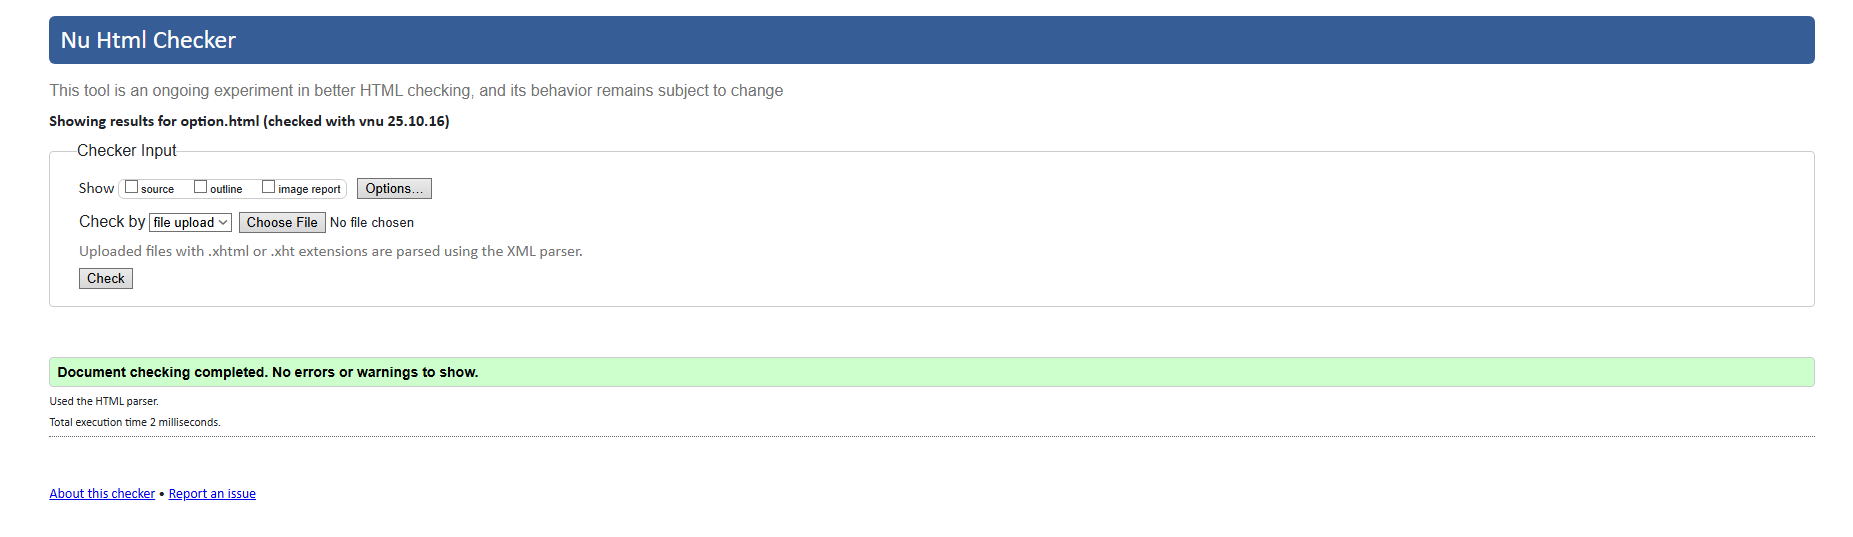 Nu Html Checker
This tool is an ongoing experiment in better HTML checking, and its behavior remains subject to change
Showing results for option.html (checked with vnu 25.10.16)
Checker Input
Show source outline image report Options...
Check by file upload Choose File No file chosen
Uploaded files with .xhtml or .xht extensions are parsed using the XML parser.
Check
Document checking completed. No errors or warnings to show.
Used the HTML parser.
Total execution time 2 milliseconds.
About this checker • Report an issue